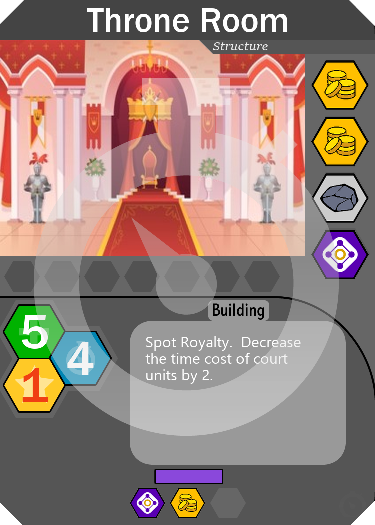 Throne Room
Structure
Building
5
4
1
Spot Royalty.  Decrease
the time cost of court
units by 2.